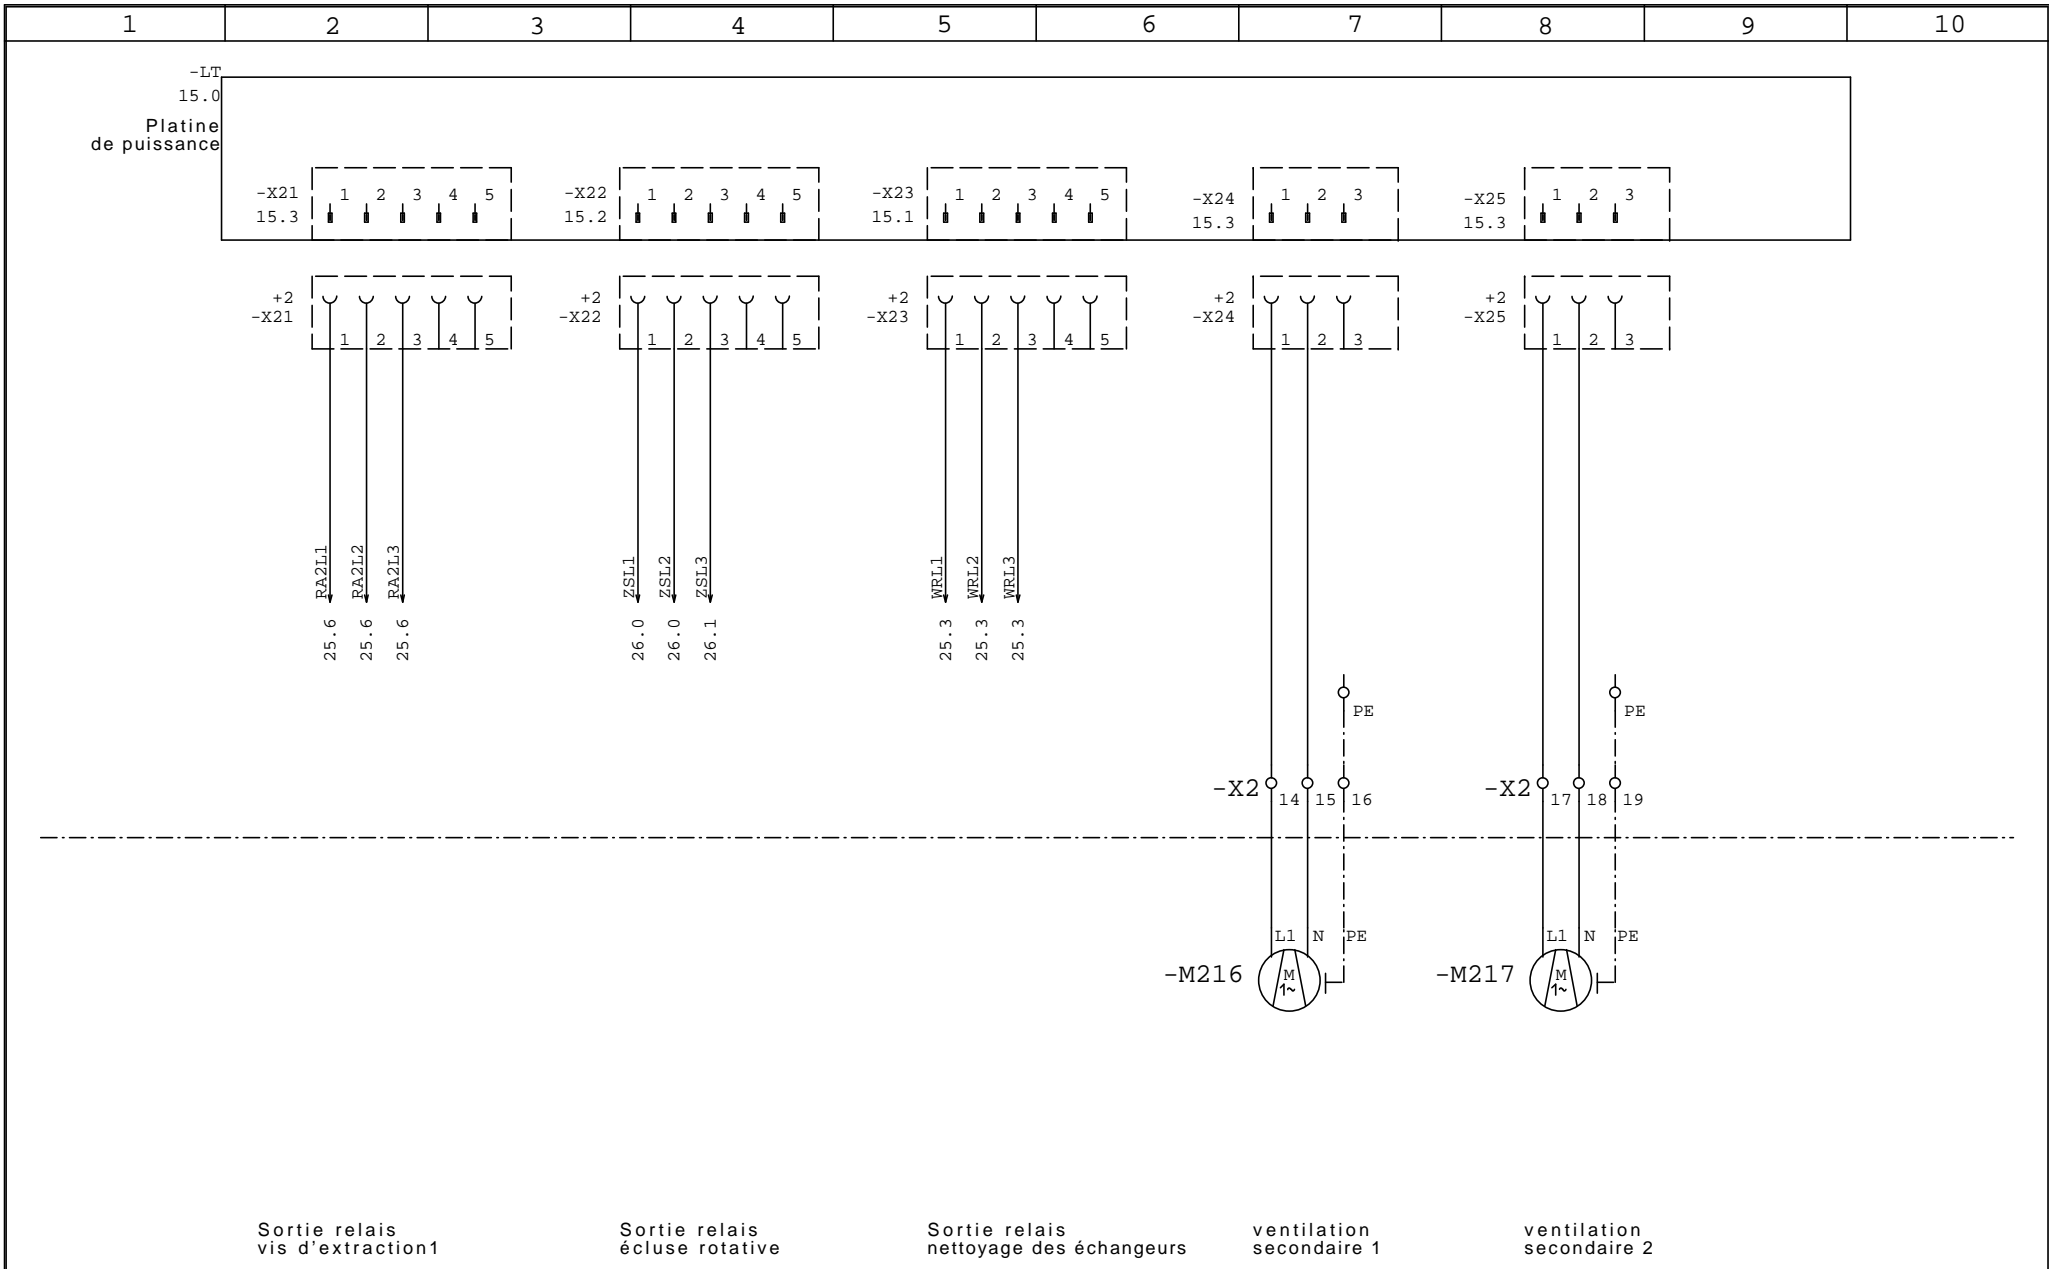 1 2 3 4 5 6 7 8 9 10
-LT
15.0
Platine
de puissance
-X21 1 2 3 4 5
15.3
-X22 1 2 3 4 5
15.2
-X23 1 2 3 4 5
15.1
-X24 1 2 3
15.3
-X25 1 2 3
15.3
+2
-X21 1 2 3 4 5
+2
-X22 1 2 3 4 5
+2
-X23 1 2 3 4 5
+2
-X24 1 2 3
+2
-X25 1 2 3
RA2L1
RA2L2
RA2L3
25.6
25.6
25.6
ZSL1
ZSL2
ZSL3
26.0
26.0
26.1
WRL1
WRL2
WRL3
25.3
25.3
25.3
PE
PE
-X2 14 15 16
-X2 17 18 19
L1 N PE
-M216 M
1~
L1 N PE
-M217 M
1~
Sortie relais
vis d'extraction1
Sortie relais
écluse rotative
Sortie relais
nettoyage des échangeurs
ventilation
secondaire 1
ventilation
secondaire 2